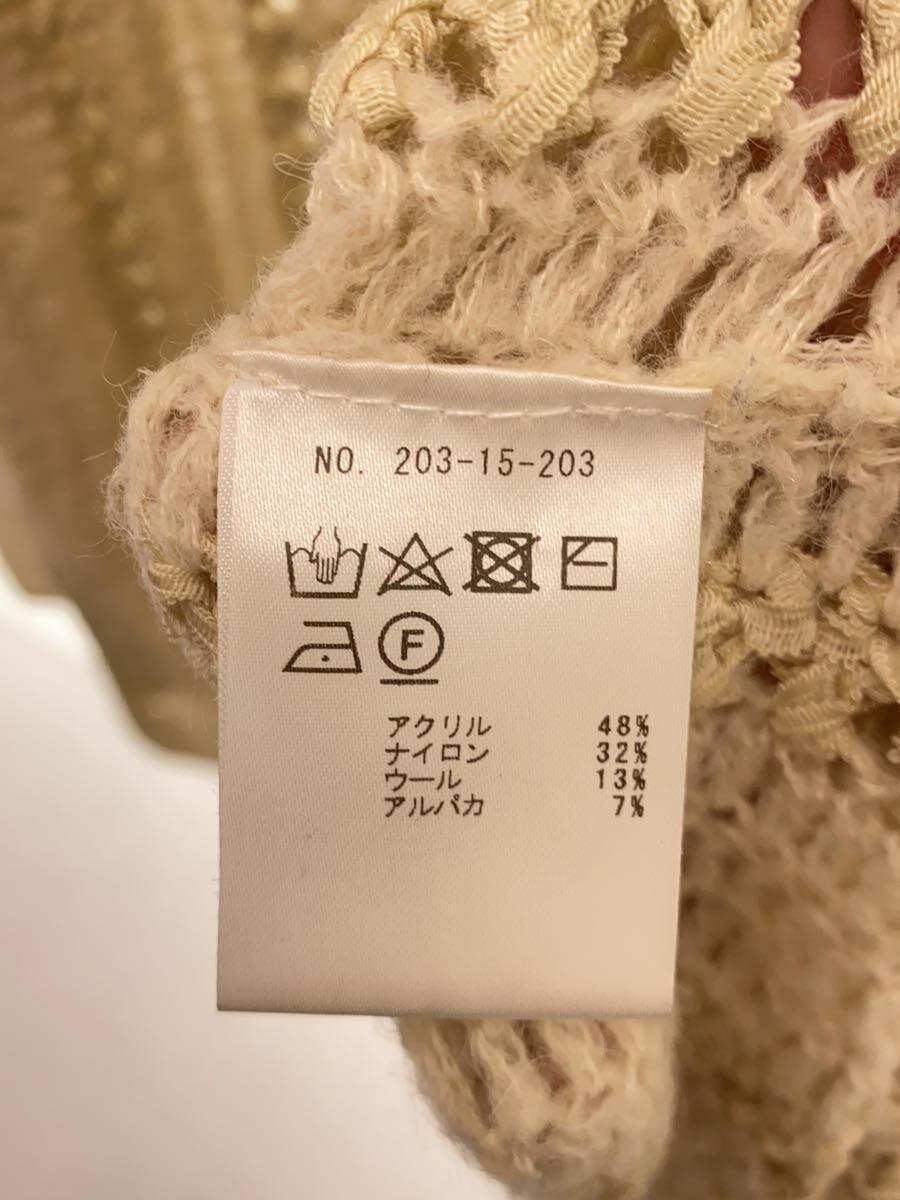 NO. 203-15-203
F
アクリル 48%
ナイロン 32%
ウール 13%
アルパカ 7%